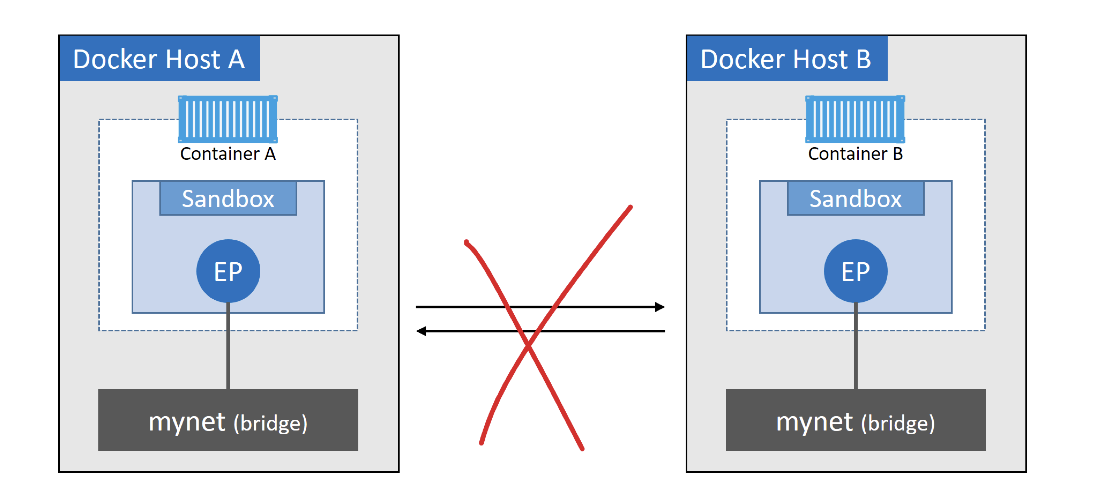 Docker Host A
Container A
Sandbox
EP
mynet (bridge)
Docker Host B
Container B
Sandbox
EP
mynet (bridge)